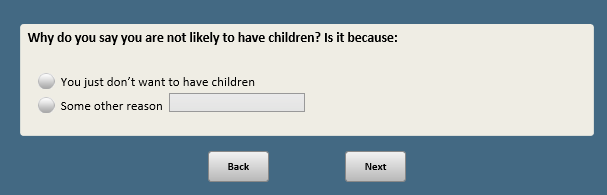 Why do you say you are not likely to have children? Is it because:
You just don't want to have children
Some other reason
Back
Next